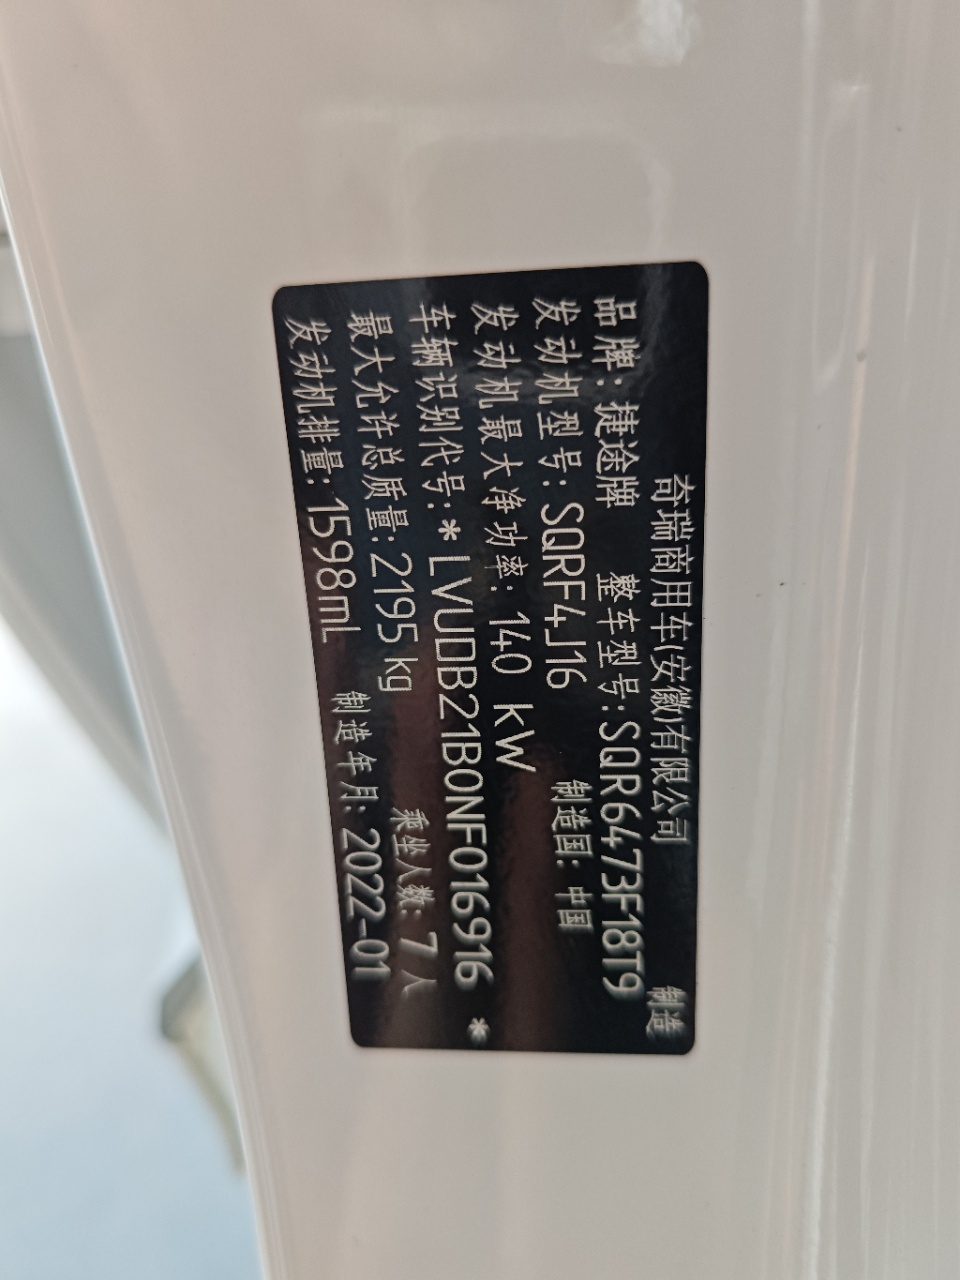 奇瑞商用车(安徽)有限公司 制造
品牌:捷途牌 整车型号:SQR6473F18T9
发动机型号:SQRF4J16 制造国:中国
发动机最大净功率:140 kW
车辆识别代号:*LVUDB21B0NF016916*
最大允许总质量:2195 kg 乘坐人数:7人
发动机排量:1598mL 制造年月:2022-01